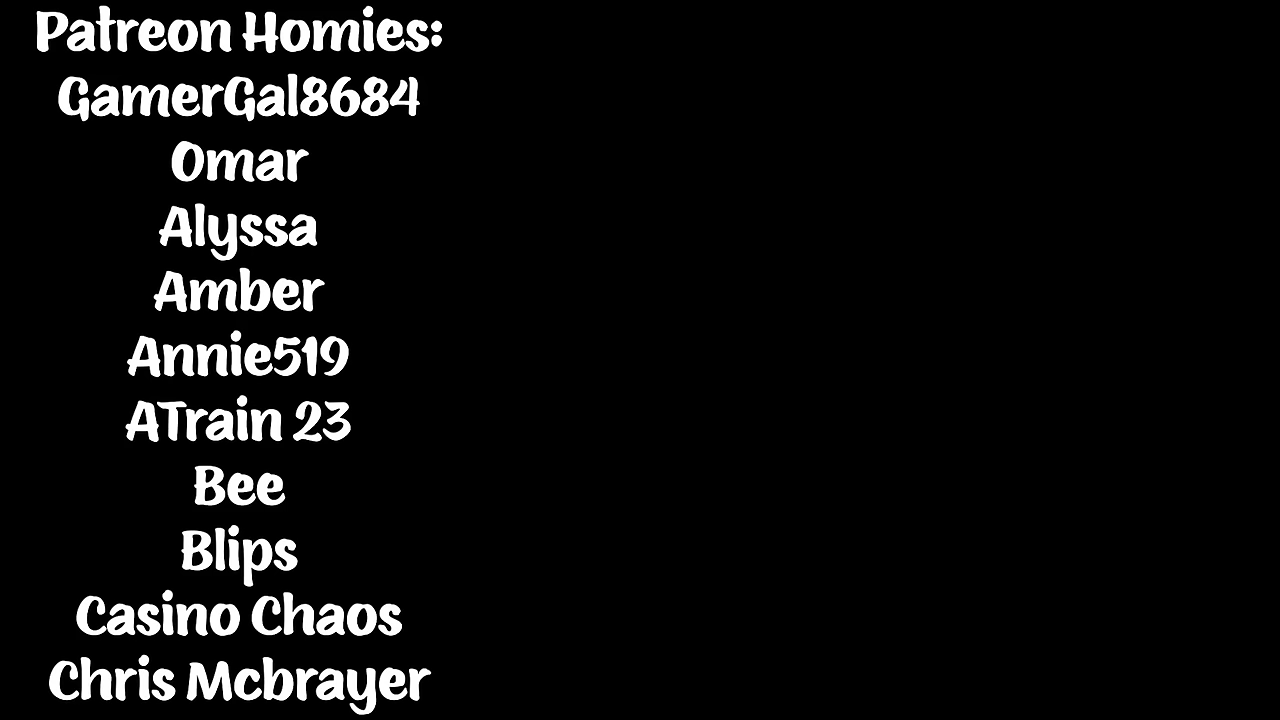 Patreon Homies:
GamerGal8684
Omar
Alyssa
Amber
Annie519
ATrain 23
Bee
Blips
Casino Chaos
Chris Mcbrayer